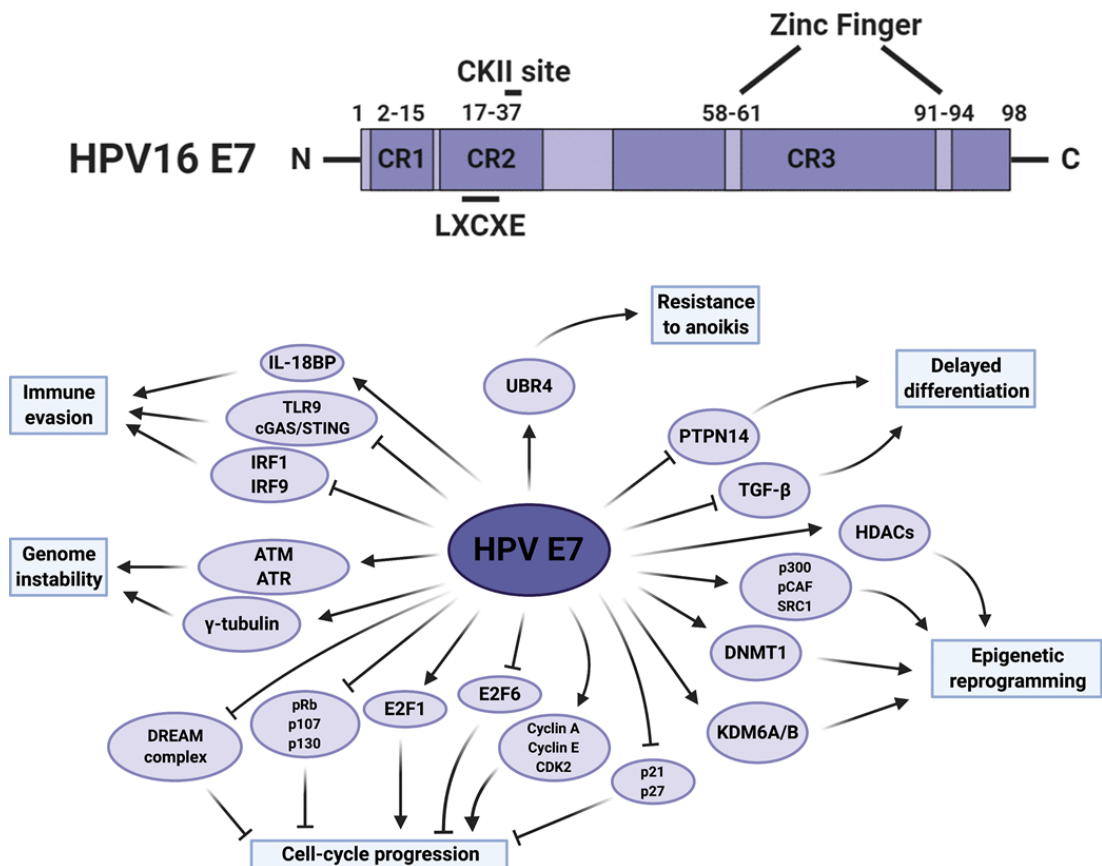 Zinc Finger
CKII site
1 2-15 17-37 58-61 91-94 98
HPV16 E7 N CR1 CR2 CR3 C
LXCXE
Resistance
to anoikis
IL-18BP
UBR4
Immune
evasion
TLR9
cGAS/STING
Delayed
differentiation
PTPN14
IRF1
IRF9
TGF-β
HPV E7
HDACs
Genome
instability
ATM
ATR
p300
pCAF
SRC1
γ-tubulin
DNMT1
Epigenetic
reprogramming
E2F6
E2F1
pRb
p107
p130
DREAM
complex
Cyclin A
Cyclin E
CDK2
KDM6A/B
p21
p27
Cell-cycle progression